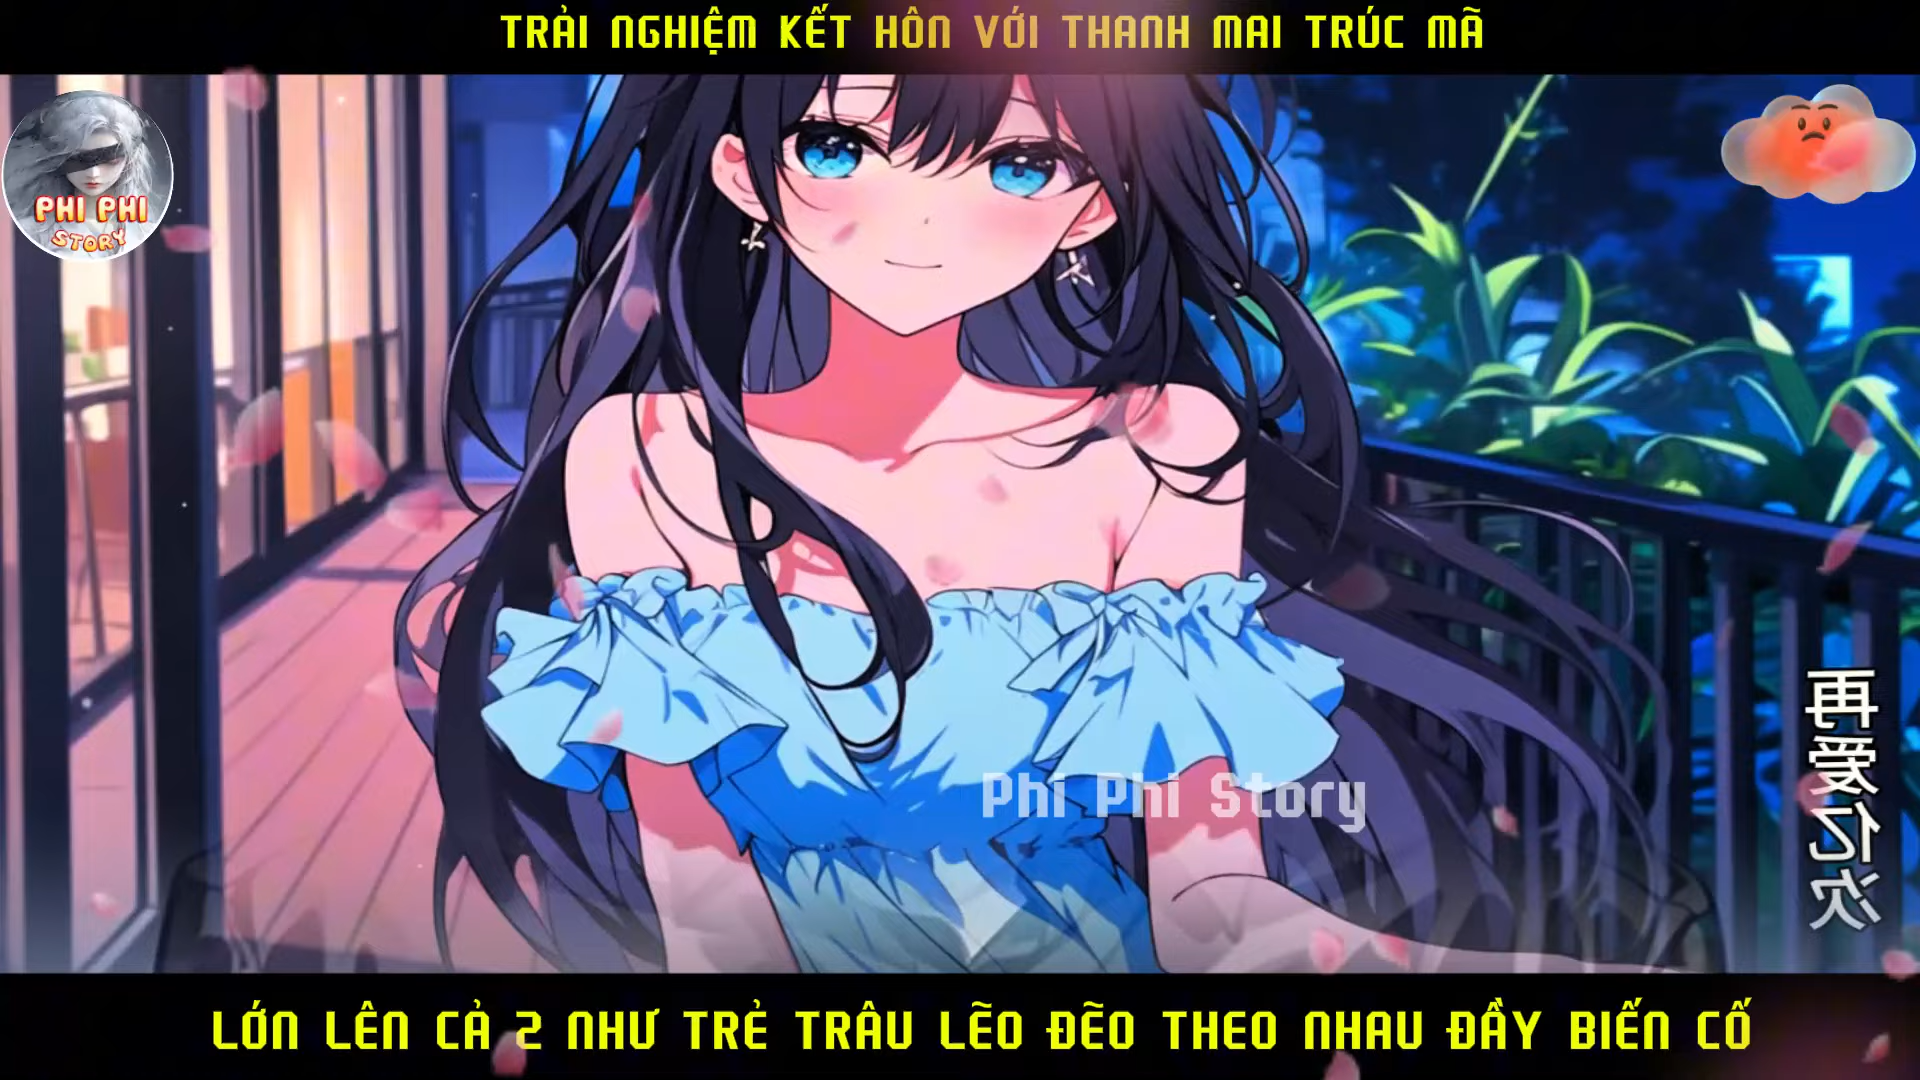 TRẢI NGHIỆM KẾT HÔN VỚI THANH MAI TRÚC MÃ
PHI PHI
STORY
Phi Phi Story
再爱亿次
LỚN LÊN CẢ 2 NHƯ TRẺ TRÂU LẼO ĐẼO THEO NHAU ĐẦY BIẾN CỐ